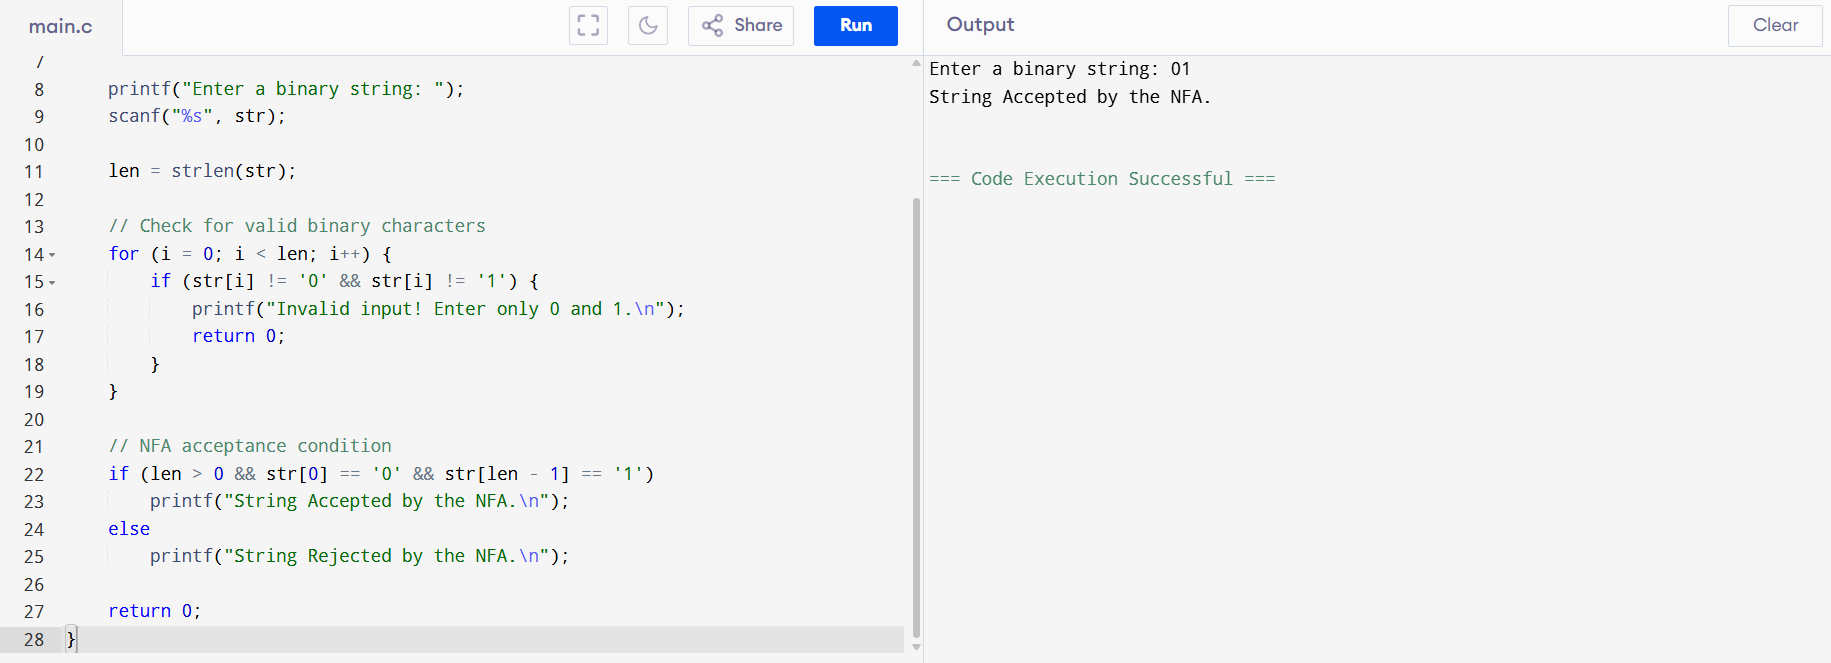 main.c
Share
Run
Output
Clear
8 printf("Enter a binary string: ");
9 scanf("%s", str);
10
11 len = strlen(str);
12
13 // Check for valid binary characters
14 for (i = 0; i < len; i++) {
15 if (str[i] != '0' && str[i] != '1') {
16 printf("Invalid input! Enter only 0 and 1.\n");
17 return 0;
18 }
19 }
20
21 // NFA acceptance condition
22 if (len > 0 && str[0] == '0' && str[len - 1] == '1')
23 printf("String Accepted by the NFA.\n");
24 else
25 printf("String Rejected by the NFA.\n");
26
27 return 0;
28 }
Enter a binary string: 01
String Accepted by the NFA.
=== Code Execution Successful ===